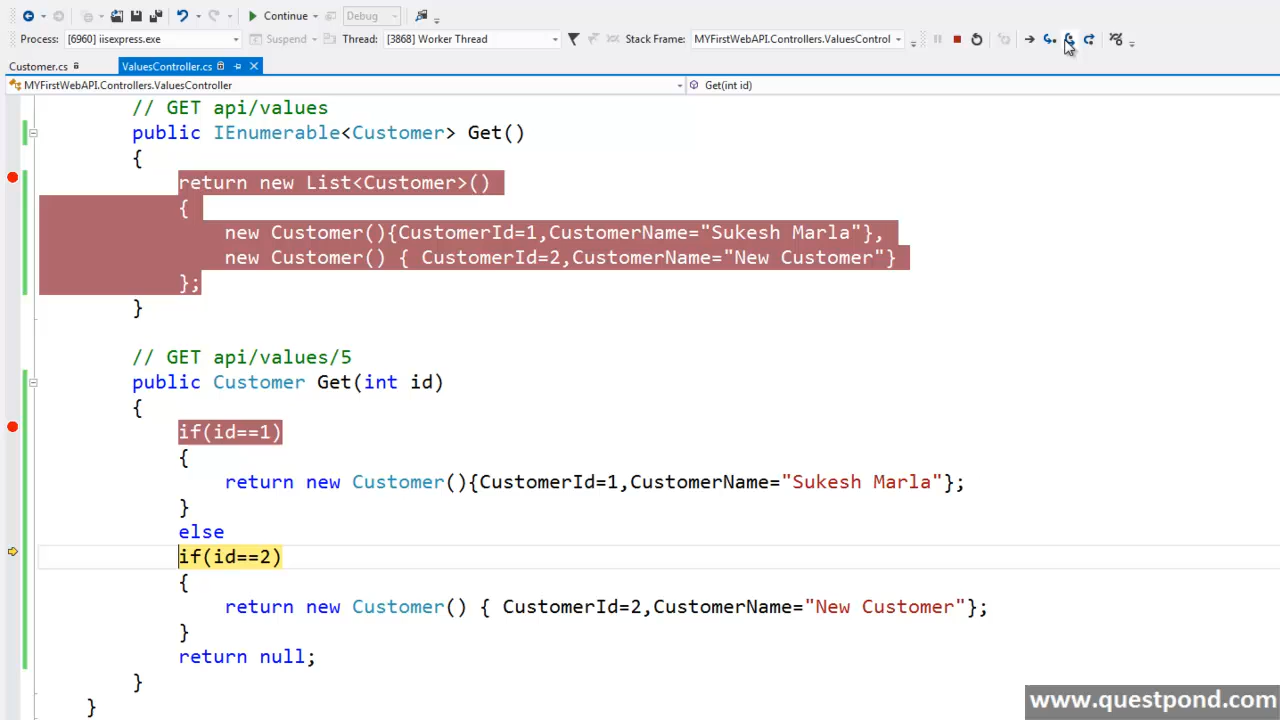 Continue Debug
Process: [6960] iisexpress.exe Suspend Thread: [3868] Worker Thread Stack Frame: MYFirstWebAPI.Controllers.ValuesControl
Customer.cs ValuesController.cs
MYFirstWebAPI.Controllers.ValuesController Get(int id)
// GET api/values
public IEnumerable<Customer> Get()
{
return new List<Customer>()
{
new Customer(){CustomerId=1,CustomerName="Sukesh Marla"},
new Customer() { CustomerId=2,CustomerName="New Customer"}
};
}
// GET api/values/5
public Customer Get(int id)
{
if(id==1)
{
return new Customer(){CustomerId=1,CustomerName="Sukesh Marla"};
}
else
if(id==2)
{
return new Customer() { CustomerId=2,CustomerName="New Customer"};
}
return null;
}
}
www.questpond.com